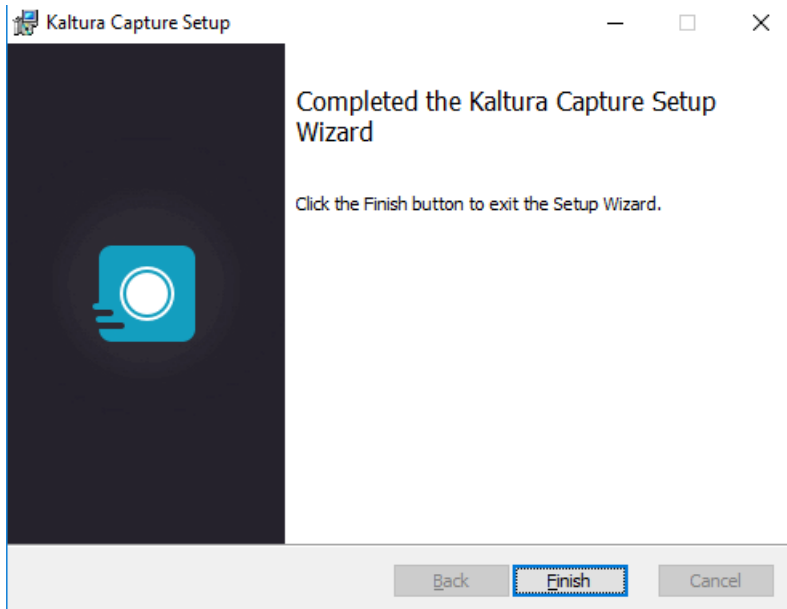 Kaltura Capture Setup
Completed the Kaltura Capture Setup
Wizard
Click the Finish button to exit the Setup Wizard.
Back
Finish
Cancel